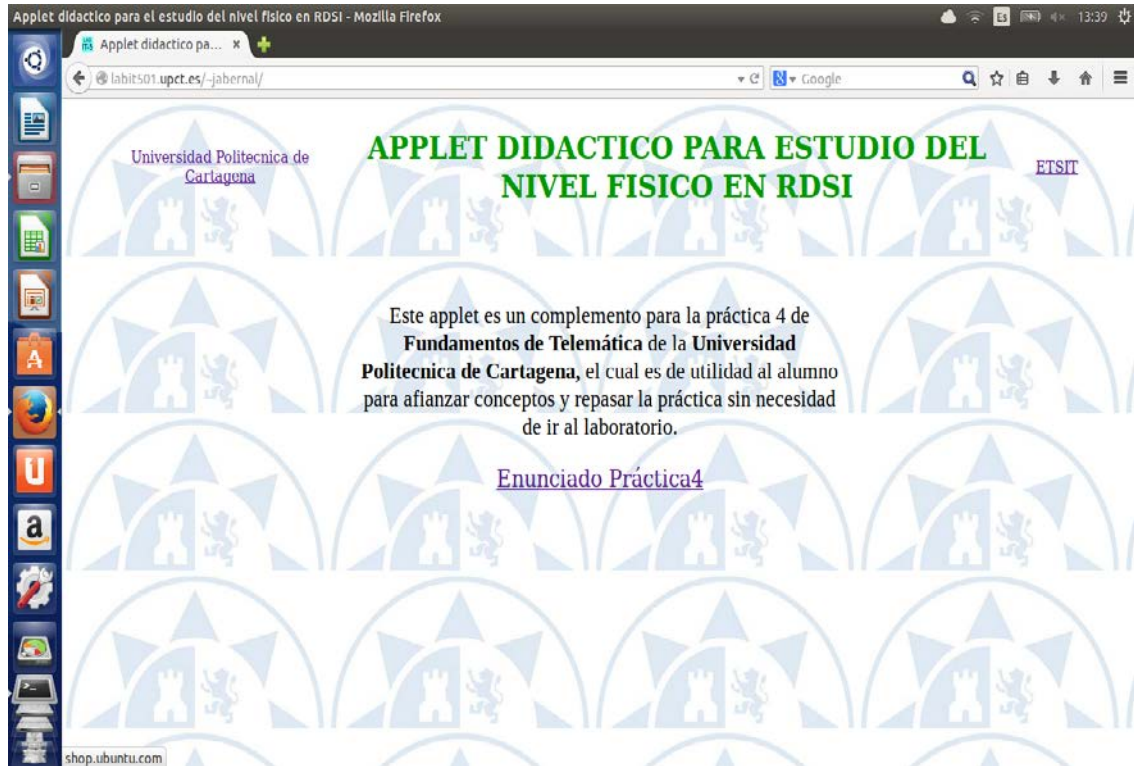 Applet didactico para el estudio del nivel fisico en RDSI - Mozilla Firefox
Es
13:39
Applet didactico pa...
labit501.upct.es/~jabernal/
Google
Universidad Politecnica de
Cartagena
APPLET DIDACTICO PARA ESTUDIO DEL
NIVEL FISICO EN RDSI
ETSIT
Este applet es un complemento para la práctica 4 de
Fundamentos de Telemática de la Universidad
Politecnica de Cartagena, el cual es de utilidad al alumno
para afianzar conceptos y repasar la práctica sin necesidad
de ir al laboratorio.
Enunciado Práctica4
shop.ubuntu.com